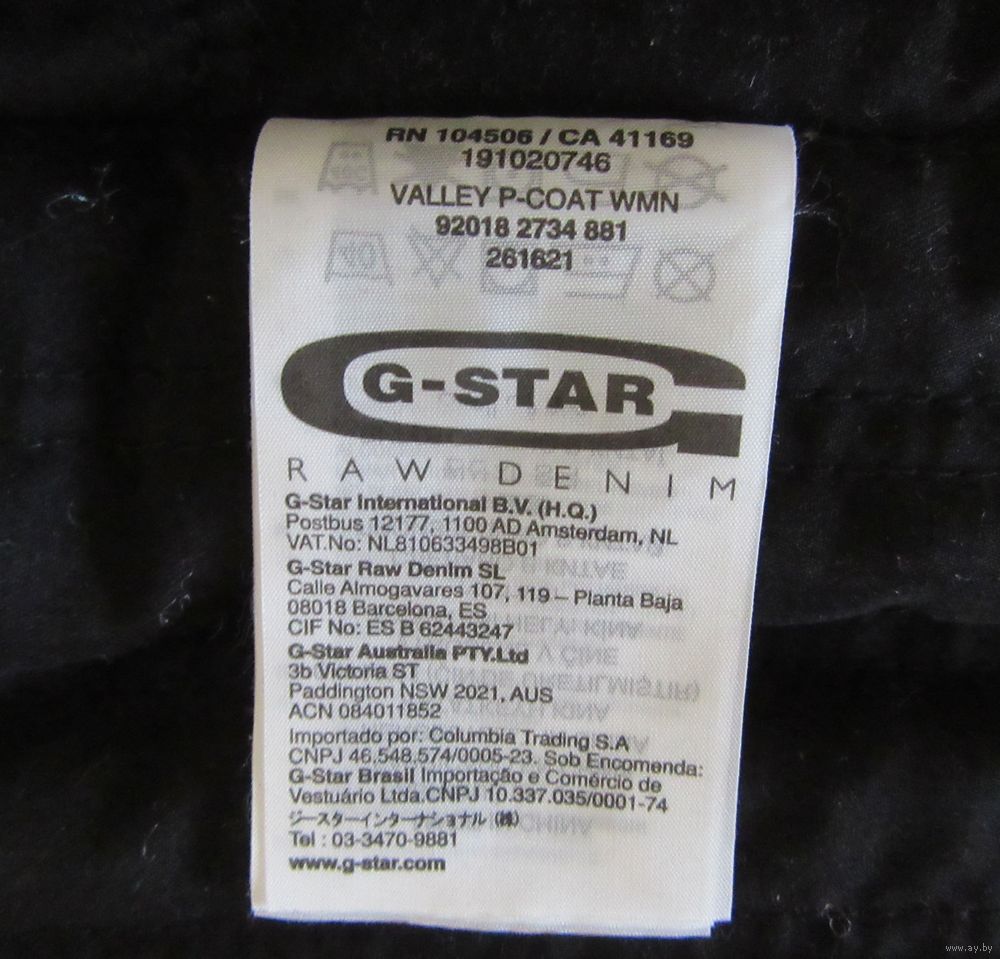 RN 104506 / CA 41169
191020746
VALLEY P-COAT WMN
92018 2734 881
261621
G-STAR
RAW DENIM
G-Star International B.V. (H.Q.)
Postbus 12177, 1100 AD Amsterdam, NL
VAT.No: NL810633498B01
G-Star Raw Denim SL
Calle Almogavares 107, 119 – Planta Baja
08018 Barcelona, ES
CIF No: ES B 62443247
G-Star Australia PTY.Ltd
3b Victoria ST
Paddington NSW 2021, AUS
ACN 084011852
Importado por: Columbia Trading S.A
CNPJ 46.548.574/0005-23. Sob Encomenda:
G-Star Brasil Importação e Comércio de
Vestuário Ltda.CNPJ 10.337.035/0001-74
ジースターインターナショナル (株)
Tel : 03-3470-9881
www.g-star.com
www.ay.by